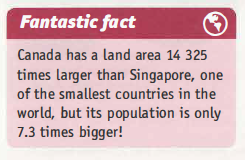 Fantastic fact
Canada has a land area 14 325
times larger than Singapore, one
of the smallest countries in the
world, but its population is only
7.3 times bigger!